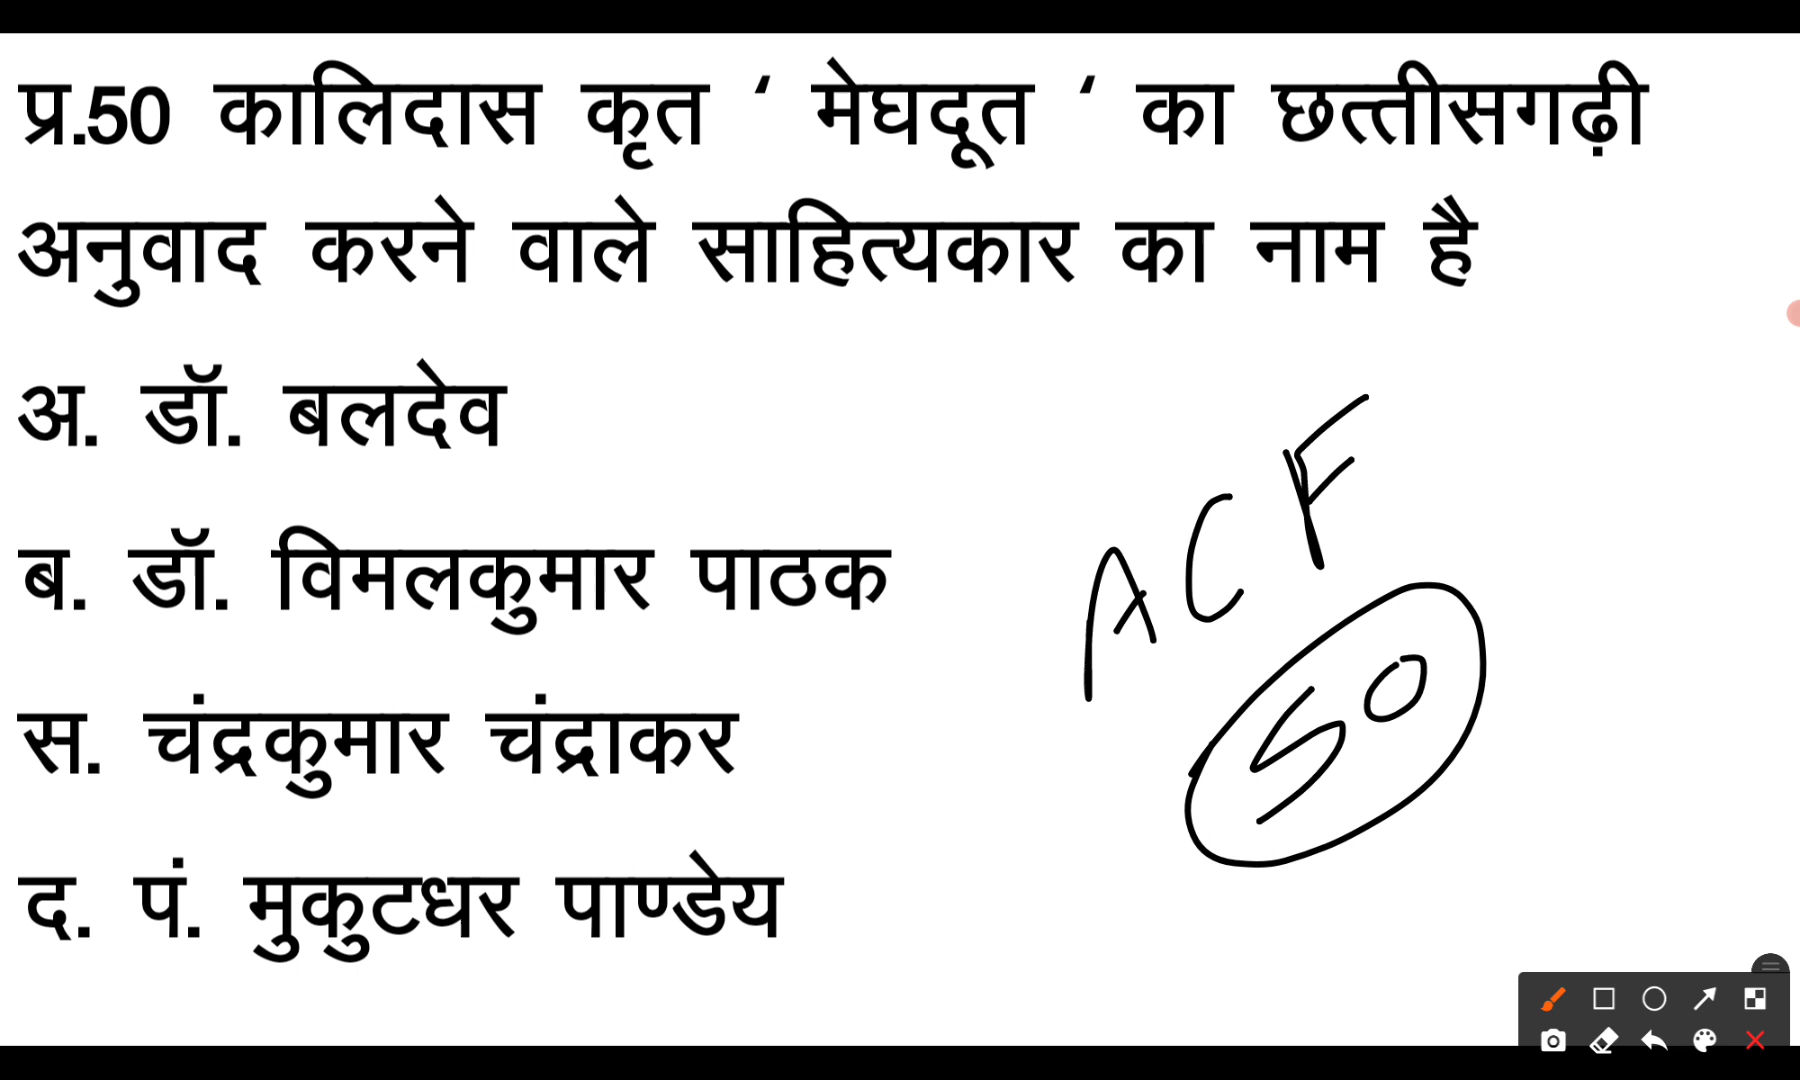 प्र.50 कालिदास कृत ‘ मेघदूत ‘ का छत्तीसगढ़ी
अनुवाद करने वाले साहित्यकार का नाम है
अ. डॉ. बलदेव
ब. डॉ. विमलकुमार पाठक
स. चंद्रकुमार चंद्राकर
द. पं. मुकुटधर पाण्डेय
ACF
50